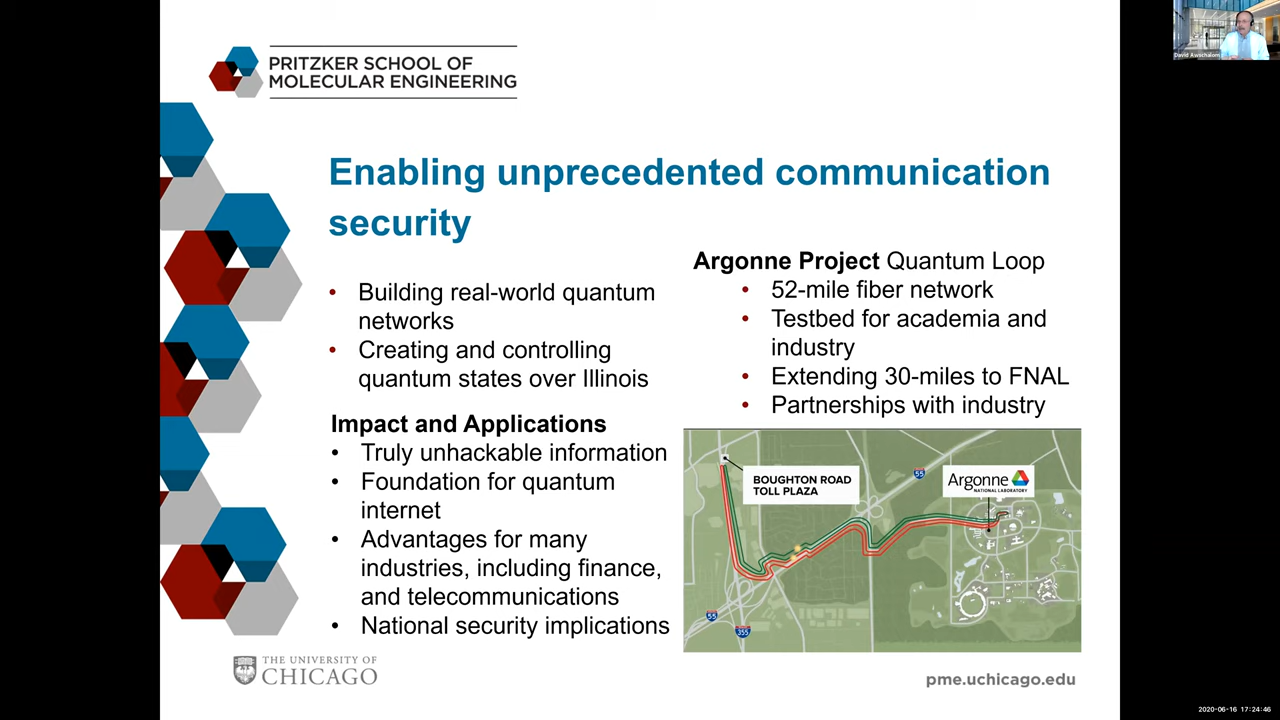 PRITZKER SCHOOL OF
MOLECULAR ENGINEERING
David Awschalom
Enabling unprecedented communication
security
• Building real-world quantum
networks
• Creating and controlling
quantum states over Illinois
Impact and Applications
• Truly unhackable information
• Foundation for quantum
internet
• Advantages for many
industries, including finance,
and telecommunications
• National security implications
Argonne Project Quantum Loop
• 52-mile fiber network
• Testbed for academia and
industry
• Extending 30-miles to FNAL
• Partnerships with industry
BOUGHTON ROAD
TOLL PLAZA
55
Argonne
NATIONAL LABORATORY
55
355
THE UNIVERSITY OF
CHICAGO
pme.uchicago.edu
2020-06-16 17:24:46